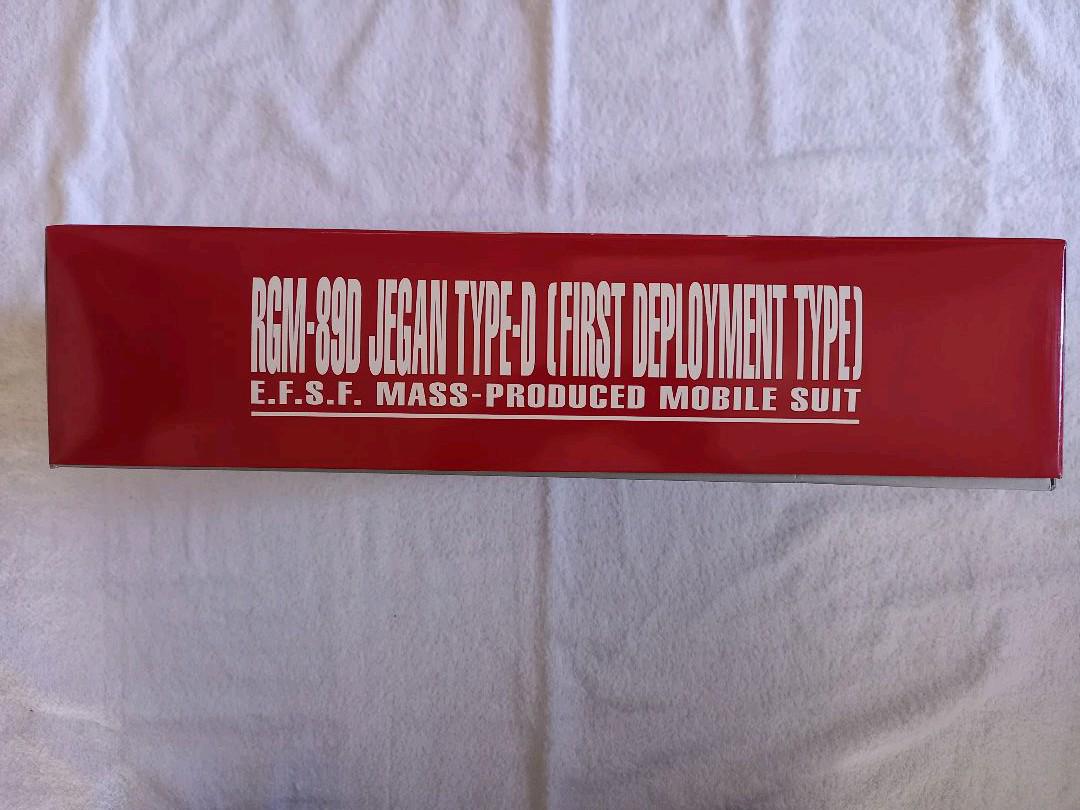 RGM-89D JEGAN TYPE-D (FIRST DEPLOYMENT TYPE)
E.F.S.F. MASS-PRODUCED MOBILE SUIT